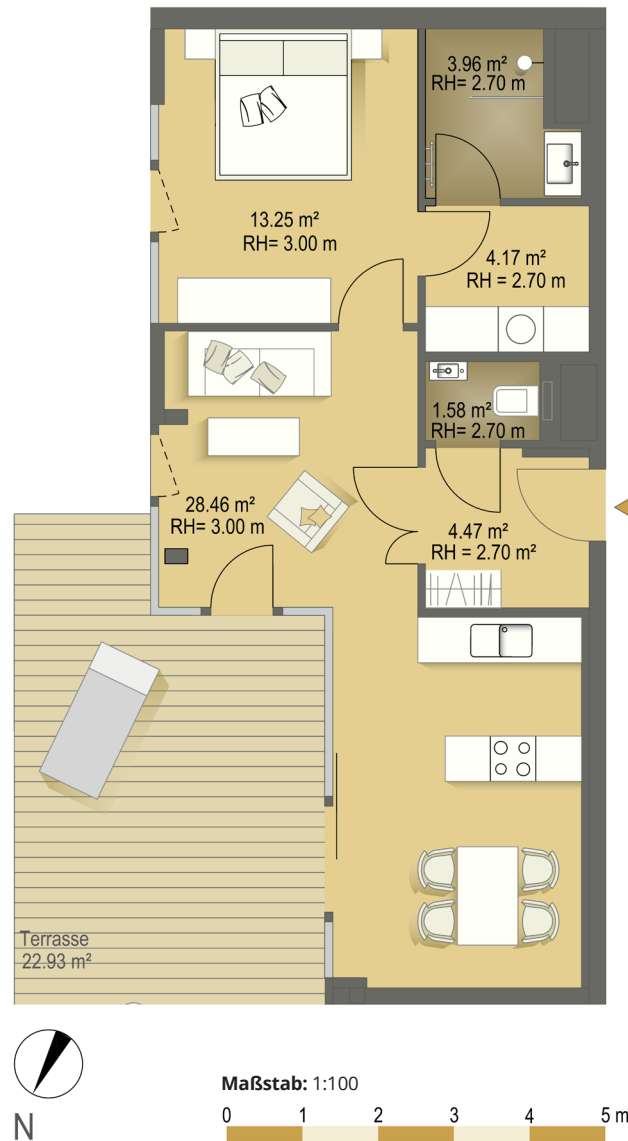 3.96 m²
RH= 2.70 m
13.25 m²
RH= 3.00 m
4.17 m²
RH = 2.70 m
1.58 m²
RH= 2.70 m
28.46 m²
RH= 3.00 m
4.47 m²
RH = 2.70 m²
Terrasse
22.93 m²
N
Maßstab: 1:100
0 1 2 3 4 5 m